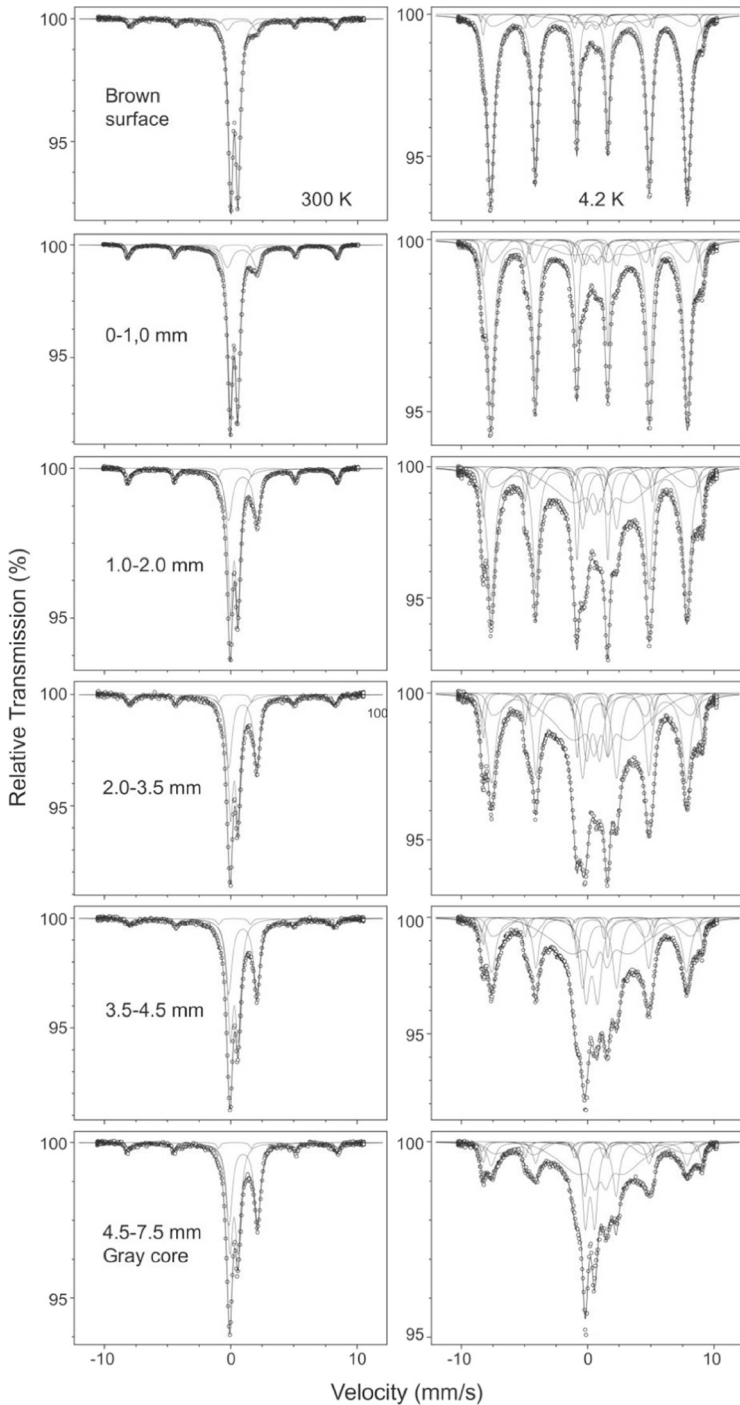 100
95
Brown
surface
300 K
100
95
4.2 K
100
95
0-1,0 mm
100
95
100
95
1.0-2.0 mm
100
95
100
95
2.0-3.5 mm
100
100
95
100
95
3.5-4.5 mm
100
95
100
95
4.5-7.5 mm
Gray core
100
95
-10 0 10
-10 0 10
Relative Transmission (%)
Velocity (mm/s)